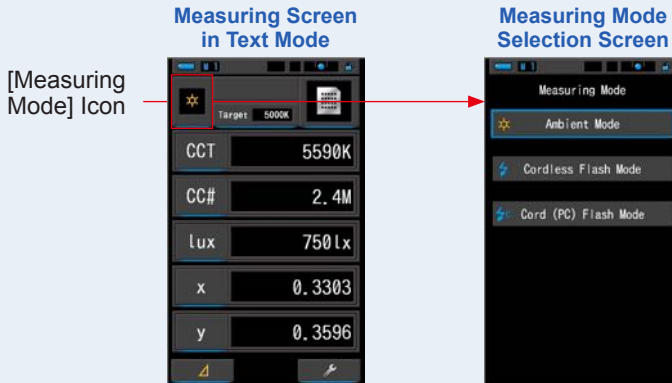 Measuring Screen
in Text Mode
Measuring Mode
Selection Screen
[Measuring
Mode] Icon
Target 5000K
CCT 5590K
CC# 2.4M
lux 750lx
x 0.3303
y 0.3596
Measuring Mode
Ambient Mode
Cordless Flash Mode
Cord (PC) Flash Mode